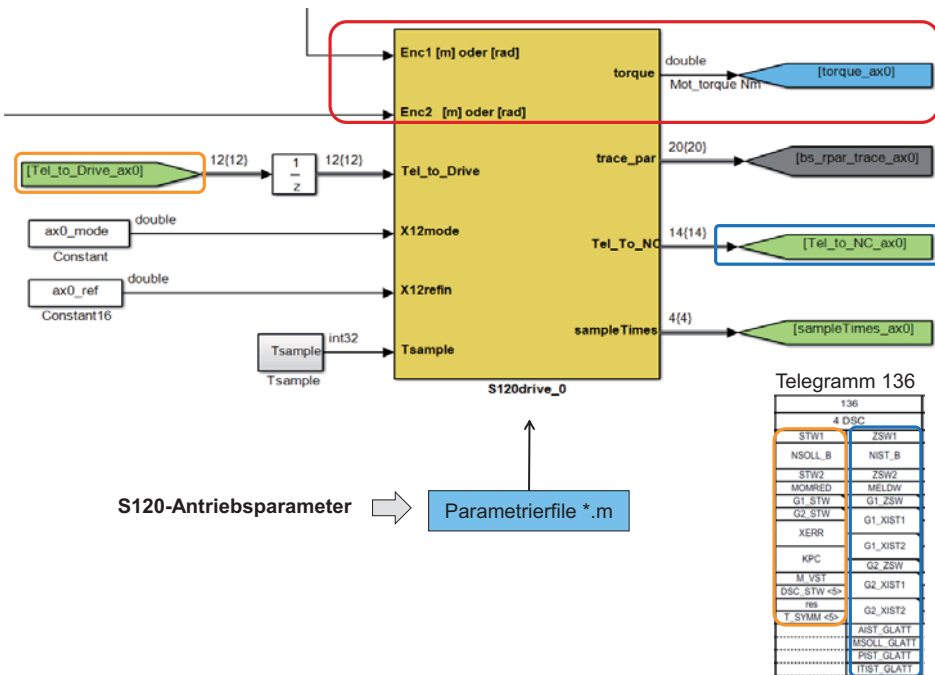 Enc1 [m] oder [rad]
torque
double
Mot_torque Nm
[torque_ax0]
Enc2 [m] oder [rad]
[Tel_to_Drive_ax0]
12{12}
1
z
12{12}
Tel_to_Drive
trace_par
20{20}
[bs_rpar_trace_ax0]
ax0_mode
double
Constant
X12mode
Tel_To_NC
14{14}
[Tel_to_NC_ax0]
ax0_ref
double
Constant16
X12refin
Tsample
int32
Tsample
Tsample
sampleTimes
4{4}
[sampleTimes_ax0]
S120drive_0
S120-Antriebsparameter
Parametrierfile *.m
Telegramm 136
136
4 DSC
STW1 ZSW1
NSOLL_B NIST_B
STW2 ZSW2
MOMRED MELDW
G1_STW G1_ZSW
G2_STW G1_XIST1
XERR G1_XIST2
KPC G2_ZSW
M_VST G2_XIST1
DSC_STW <5>
res G2_XIST2
T_SYMM <5>
AIST_GLATT
MSOLL_GLATT
PIST_GLATT
ITIST_GLATT